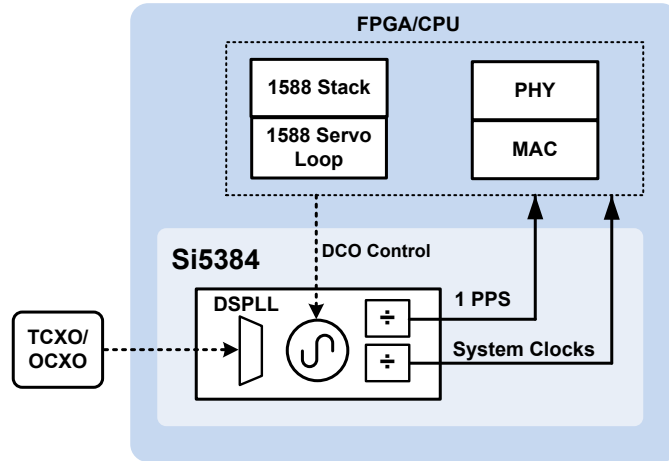 FPGA/CPU
1588 Stack
1588 Servo
Loop
PHY
MAC
DCO Control
Si5384
DSPLL
÷
1 PPS
÷
System Clocks
TCXO/
OCXO